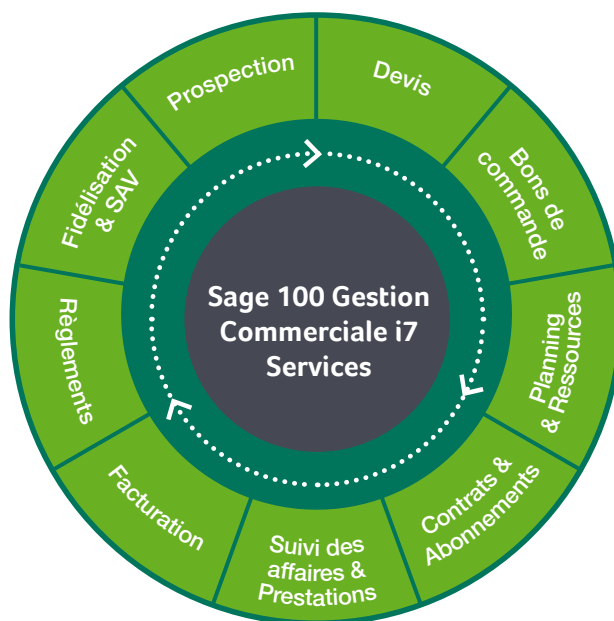 Prospection
Devis
Bons de
commande
Planning
& Ressources
Contrats &
Abonnements
Suivi des
affaires &
Prestations
Facturation
Règlements
Fidélisation
& SAV
Sage 100 Gestion
Commerciale i7
Services